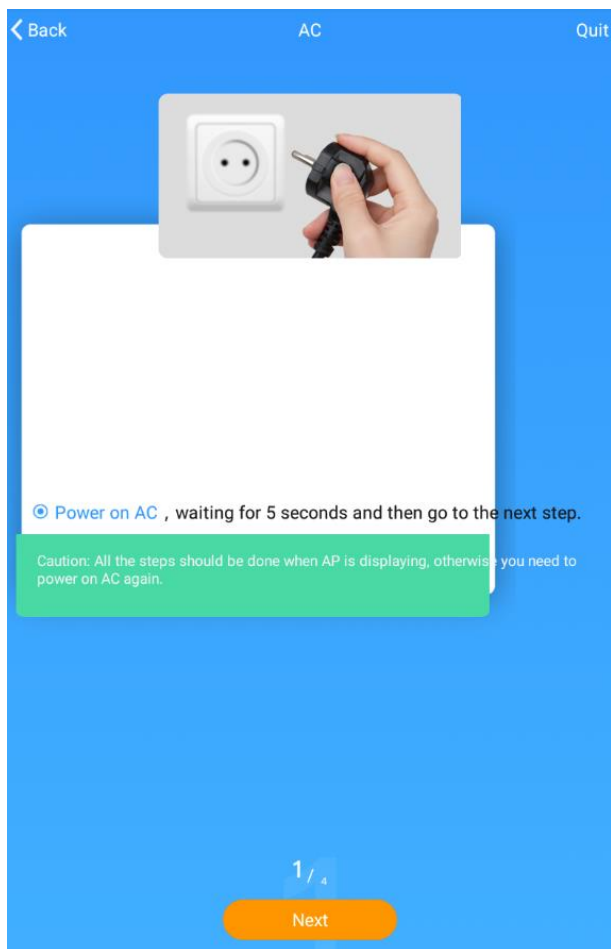 Back
AC
Quit
Power on AC , waiting for 5 seconds and then go to the next step.
Caution: All the steps should be done when AP is displaying, otherwise you need to
power on AC again.
1/4
Next